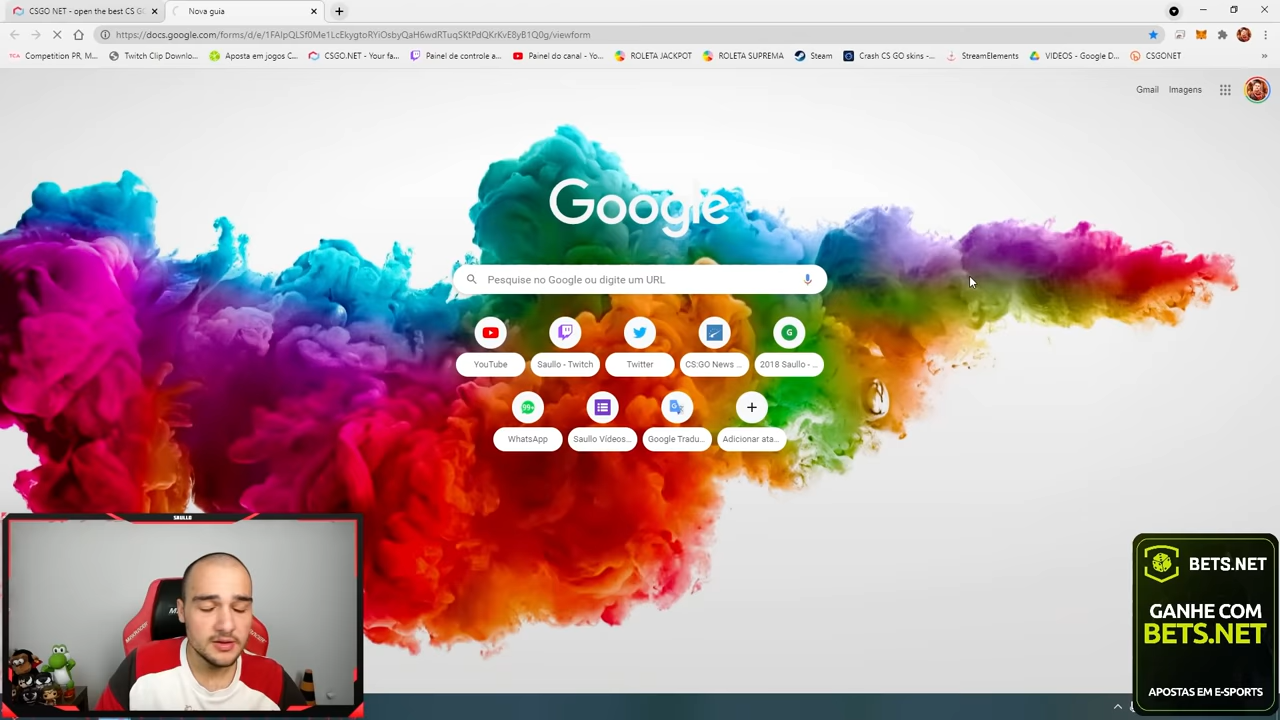 CSGO NET - open the best CS G
Nova guia
https://docs.google.com/forms/d/e/1FAIpQLSf0Me1LcEkygtoRYiOsbyQaH6wdRTuqSKtPdQKrKvE8yB1Q0g/viewform
Competition PR, M...
Twitch Clip Downlo...
Aposta em jogos C...
CSGO.NET - Your fa...
Painel de controle a...
Painel do canal - Yo...
ROLETA JACKPOT
ROLETA SUPREMA
Steam
Crash CS GO skins -...
StreamElements
VIDEOS - Google D...
CSGONET
Gmail
Imagens
Google
Pesquise no Google ou digite um URL
YouTube
Saullo - Twitch
Twitter
CS:GO News ...
2018 Saullo - ...
99+
WhatsApp
Saullo Vídeos...
Google Tradu...
Adicionar ata...
SAULLO
BETS.NET
GANHE COM
BETS.NET
APOSTAS EM E-SPORTS